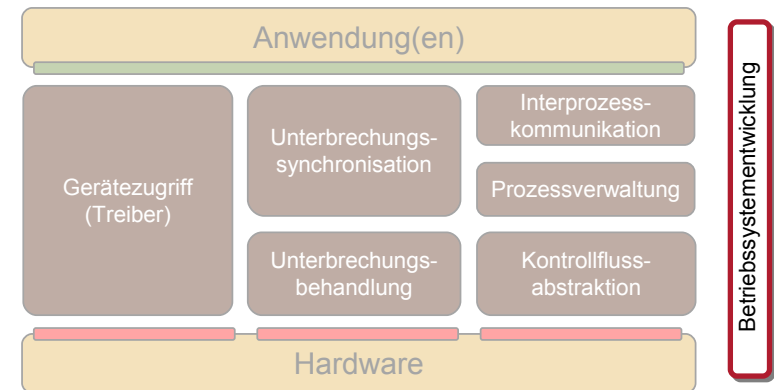 Anwendung(en)
Gerätezugriff
(Treiber)
Unterbrechungs-
synchronisation
Unterbrechungs-
behandlung
Interprozess-
kommunikation
Prozessverwaltung
Kontrollfluss-
abstraktion
Hardware
Betriebssystementwicklung